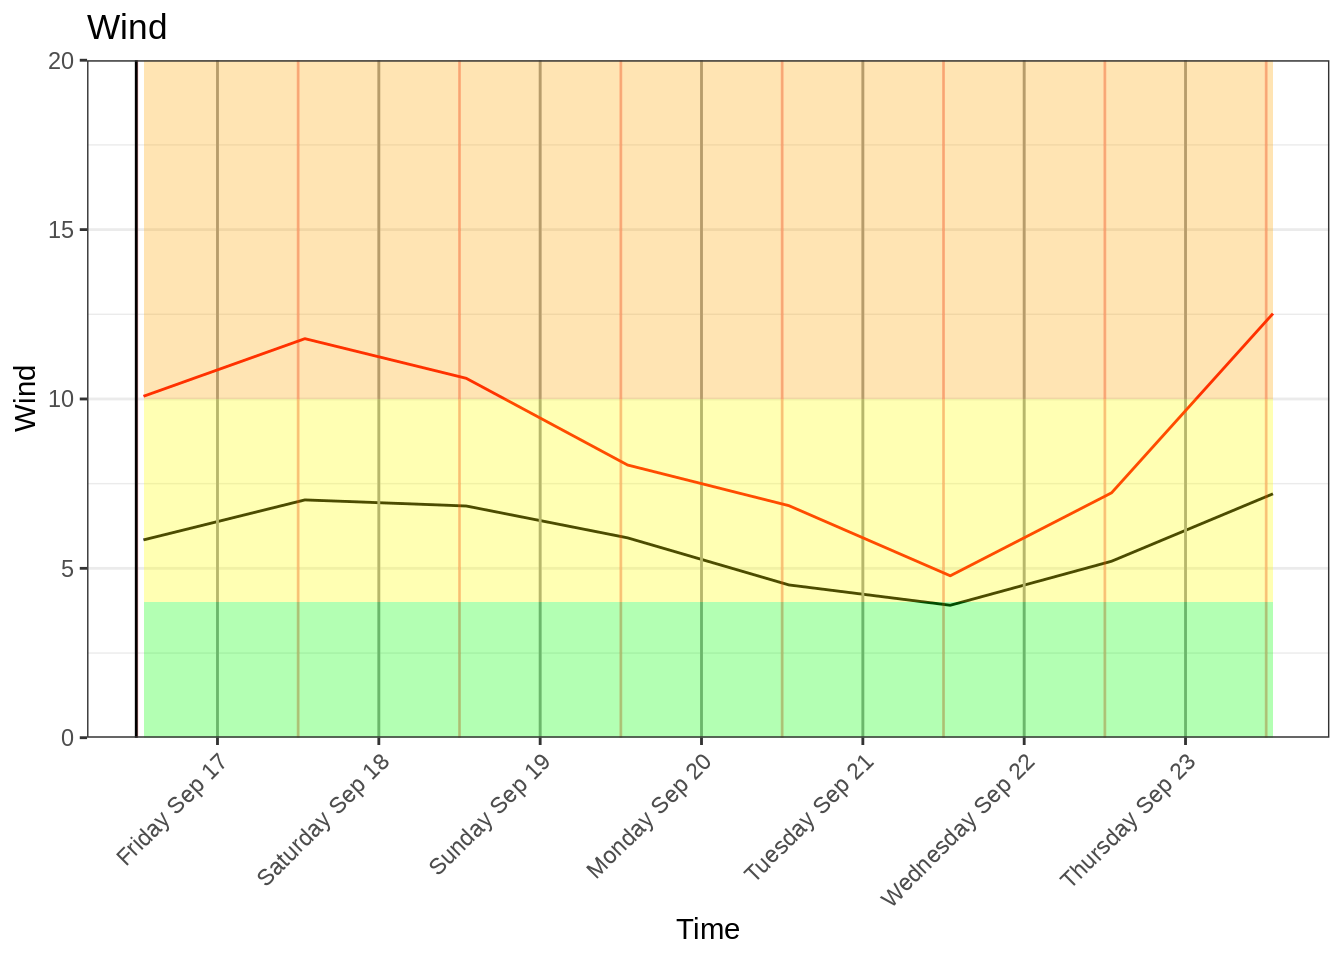 Wind
20
15
10
5
0
Wind
Friday Sep 17
Saturday Sep 18
Sunday Sep 19
Monday Sep 20
Tuesday Sep 21
Wednesday Sep 22
Thursday Sep 23
Time